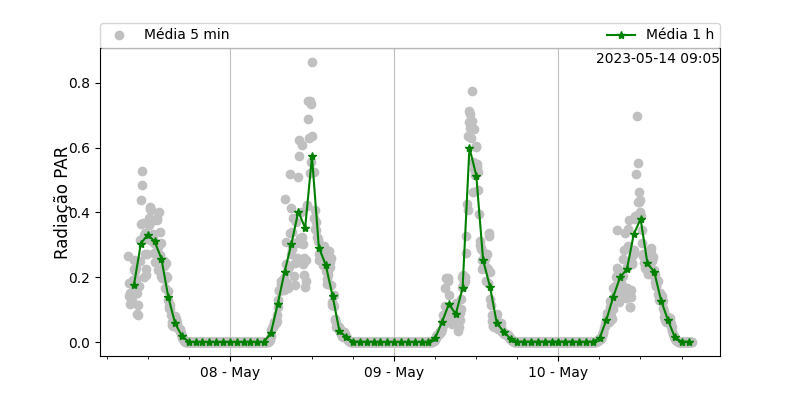 Média 5 min
Média 1 h
2023-05-14 09:05
Radiação PAR
0.8
0.6
0.4
0.2
0.0
08 - May
09 - May
10 - May